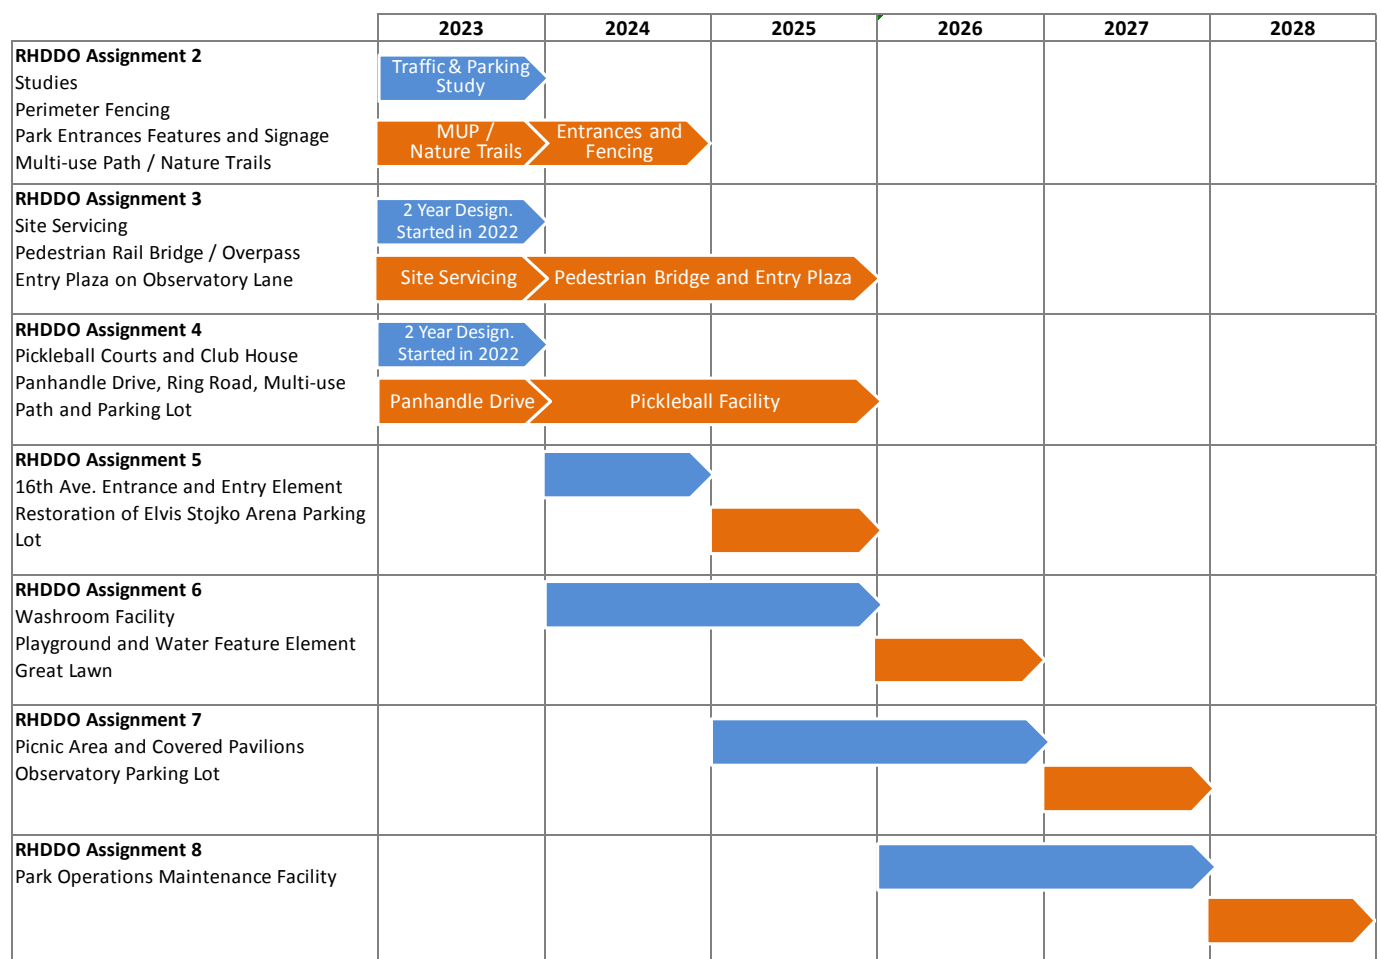 2023 2024 2025 2026 2027 2028
RHDDO Assignment 2
Studies
Perimeter Fencing
Park Entrances Features and Signage
Multi-use Path / Nature Trails
Traffic & Parking
Study
MUP /
Nature Trails
Entrances and
Fencing
RHDDO Assignment 3
Site Servicing
Pedestrian Rail Bridge / Overpass
Entry Plaza on Observatory Lane
2 Year Design.
Started in 2022
Site Servicing
Pedestrian Bridge and Entry Plaza
RHDDO Assignment 4
Pickleball Courts and Club House
Panhandle Drive, Ring Road, Multi-use
Path and Parking Lot
2 Year Design.
Started in 2022
Panhandle Drive
Pickleball Facility
RHDDO Assignment 5
16th Ave. Entrance and Entry Element
Restoration of Elvis Stojko Arena Parking
Lot
RHDDO Assignment 6
Washroom Facility
Playground and Water Feature Element
Great Lawn
RHDDO Assignment 7
Picnic Area and Covered Pavilions
Observatory Parking Lot
RHDDO Assignment 8
Park Operations Maintenance Facility